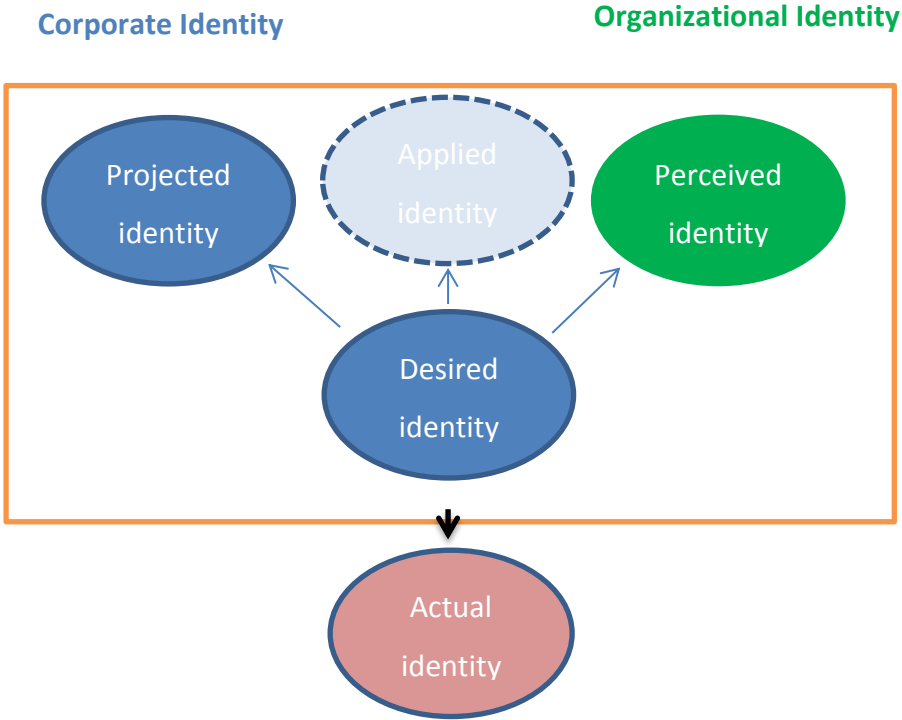 Corporate Identity
Organizational Identity
Projected
identity
Applied
identity
Perceived
identity
Desired
identity
Actual
identity